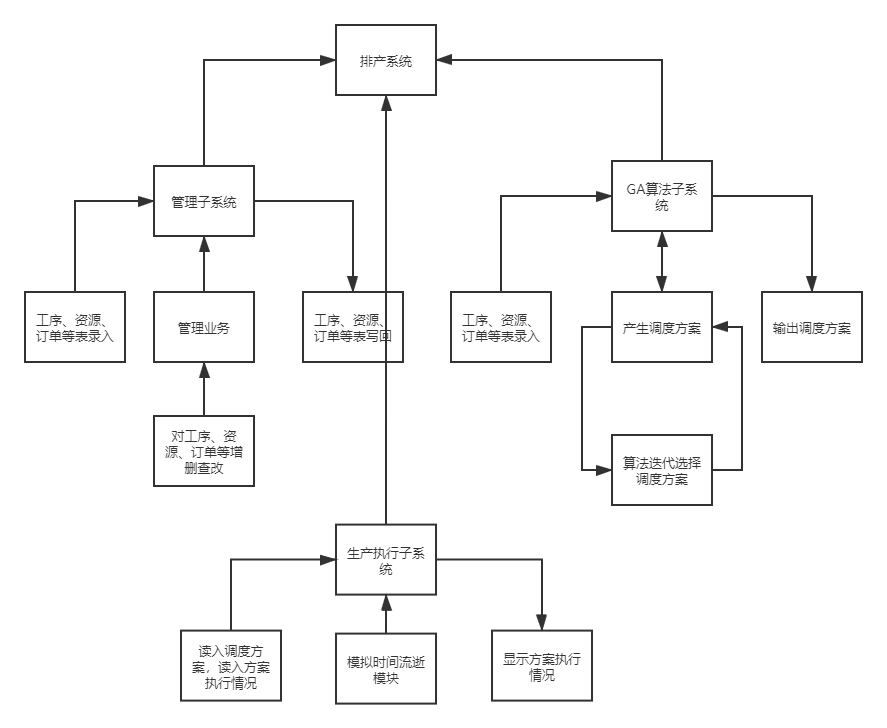 排产系统
管理子系统
GA算法子系
统
工序、资源、
订单等表录入
管理业务
工序、资源、
订单等表写回
工序、资源、
订单等表录入
产生调度方案
输出调度方案
对工序、资
源、订单等增
删查改
算法迭代选择
调度方案
生产执行子系
统
读入调度方
案，读入方案
执行情况
模拟时间流逝
模块
显示方案执行
情况